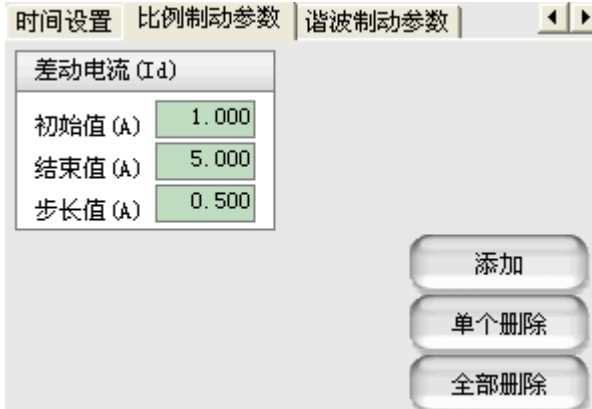 时间设置 比例制动参数 谐波制动参数
差动电流(Id)
初始值(A) 1.000
结束值(A) 5.000
步长值(A) 0.500
添加
单个删除
全部删除